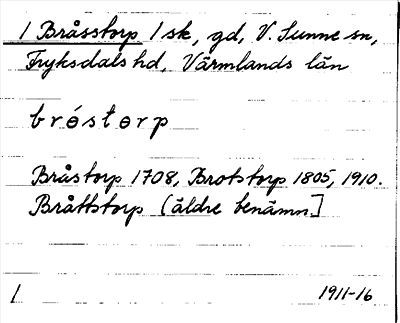 1 Bråsstorp 1 sk, gd, V. Sunne sn,
Fryksdals hd, Värmlands län
bróstorp
Bråstorp 1708, Brotstorp 1805, 1910.
Bråttstorp [äldre benämn.]
1 1911-16